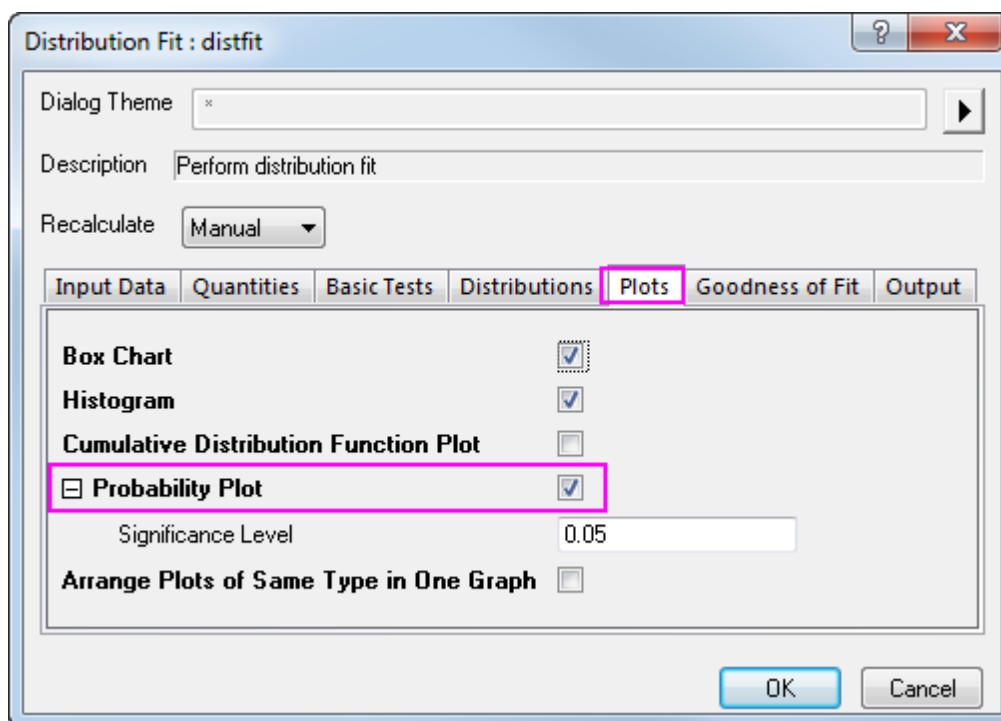 Distribution Fit : distfit
Dialog Theme *
Description Perform distribution fit
Recalculate Manual
Input Data Quantities Basic Tests Distributions Plots Goodness of Fit Output
Box Chart
Histogram
Cumulative Distribution Function Plot
Probability Plot
Significance Level 0.05
Arrange Plots of Same Type in One Graph
OK Cancel